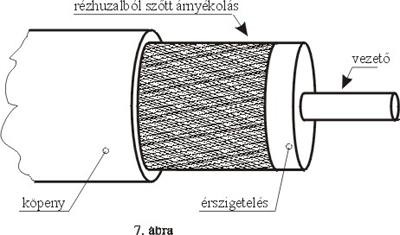 rézhuzalból szőtt árnyékolás
vezető
köpeny
érszigetelés
7. ábra